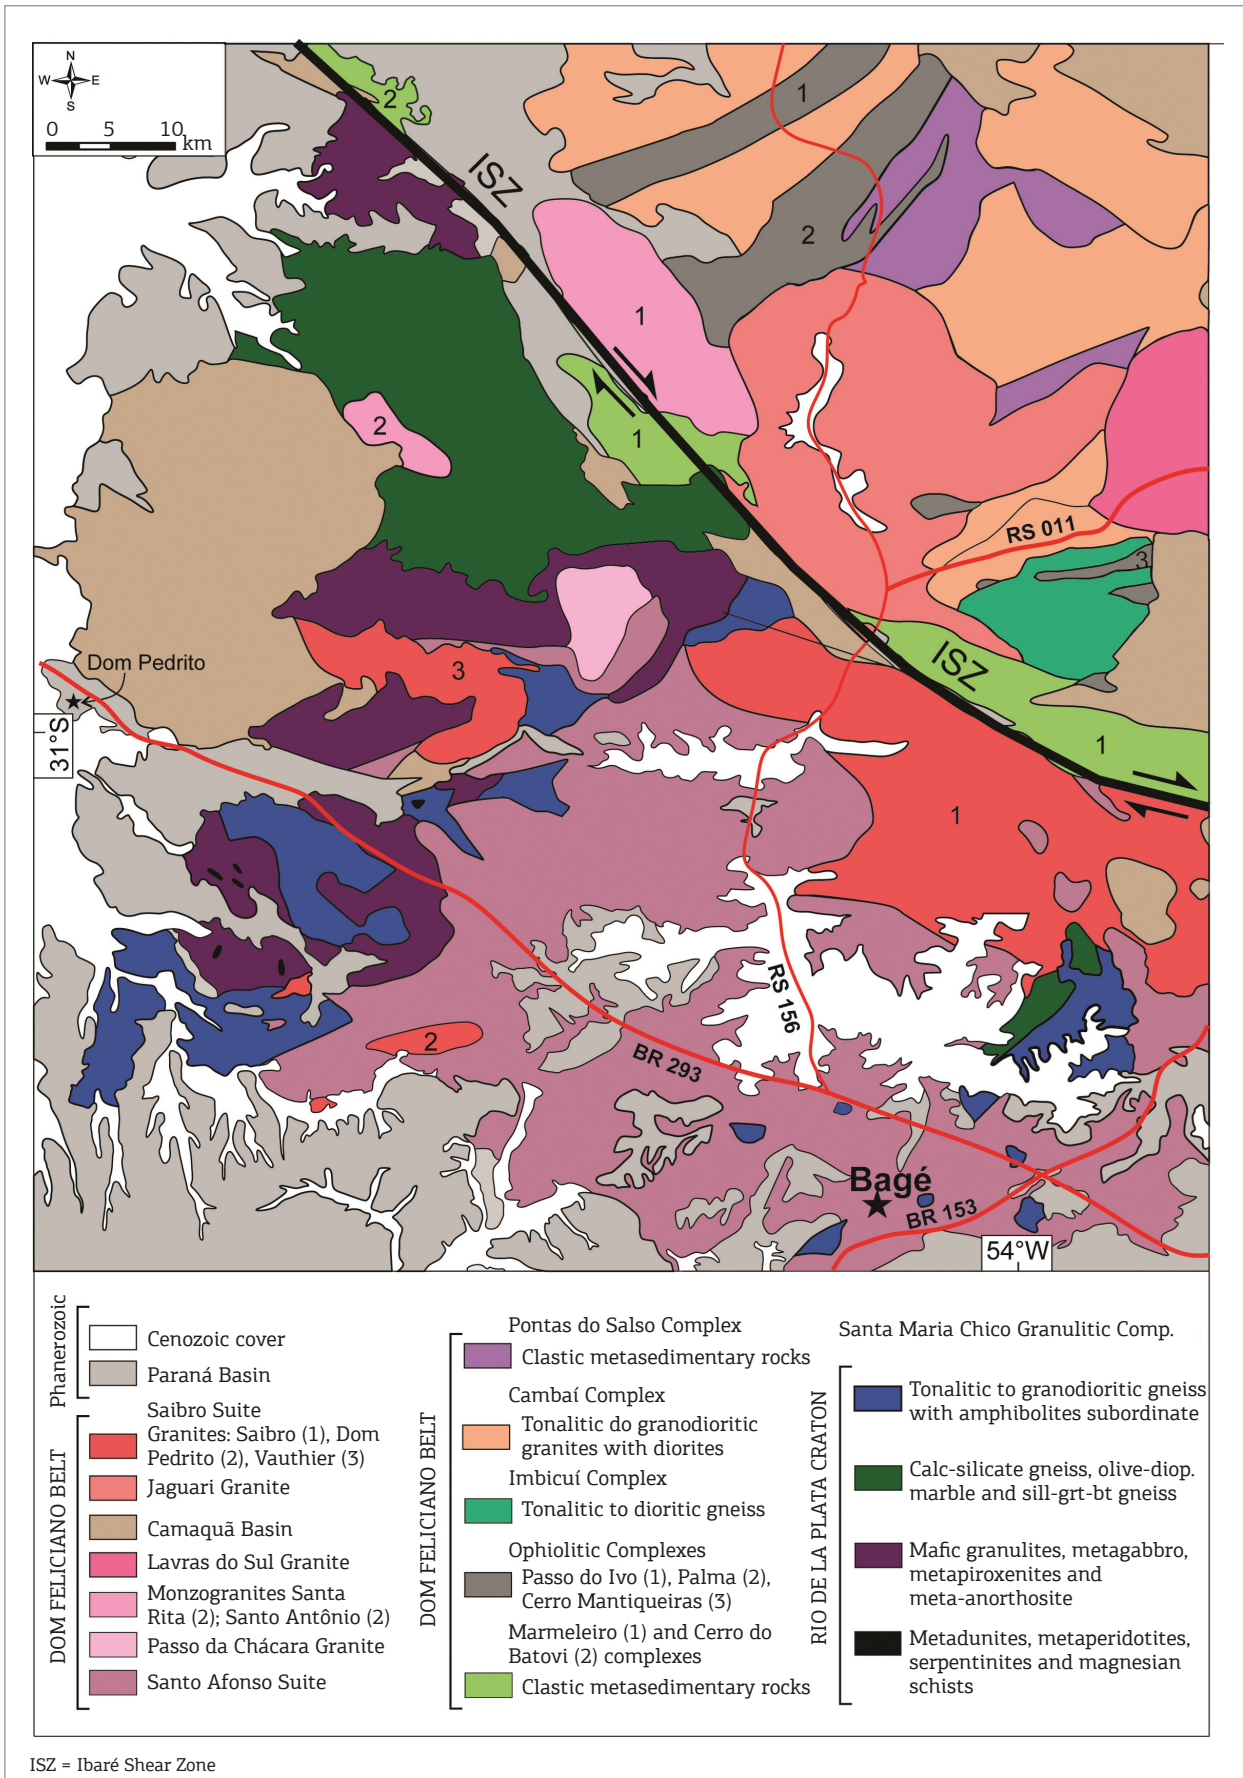 N
W E
S
0 5 10
km
2
1
ISZ
2
1
2
1
RS 011
3
Dom Pedrito
3
ISZ
31°S
1
1
RS 156
2
BR 293
Bagé
BR 153
54°W
Phanerozoic
Cenozoic cover
Paraná Basin
DOM FELICIANO BELT
Saibro Suite
Granites: Saibro (1), Dom
Pedrito (2), Vauthier (3)
Jaguari Granite
Camaquã Basin
Lavras do Sul Granite
Monzogranites Santa
Rita (2); Santo Antônio (2)
Passo da Chácara Granite
Santo Afonso Suite
DOM FELICIANO BELT
Pontas do Salso Complex
Clastic metasedimentary rocks
Cambaí Complex
Tonalitic do granodioritic
granites with diorites
Imbicuí Complex
Tonalitic to dioritic gneiss
Ophiolitic Complexes
Passo do Ivo (1), Palma (2),
Cerro Mantiqueiras (3)
Marmeleiro (1) and Cerro do
Batovi (2) complexes
Clastic metasedimentary rocks
RIO DE LA PLATA CRATON
Santa Maria Chico Granulitic Comp.
Tonalitic to granodioritic gneiss
with amphibolites subordinate
Calc-silicate gneiss, olive-diop.
marble and sill-grt-bt gneiss
Mafic granulites, metagabbro,
metapiroxenites and
meta-anorthosite
Metadunites, metaperidotites,
serpentinites and magnesian
schists
ISZ = Ibaré Shear Zone